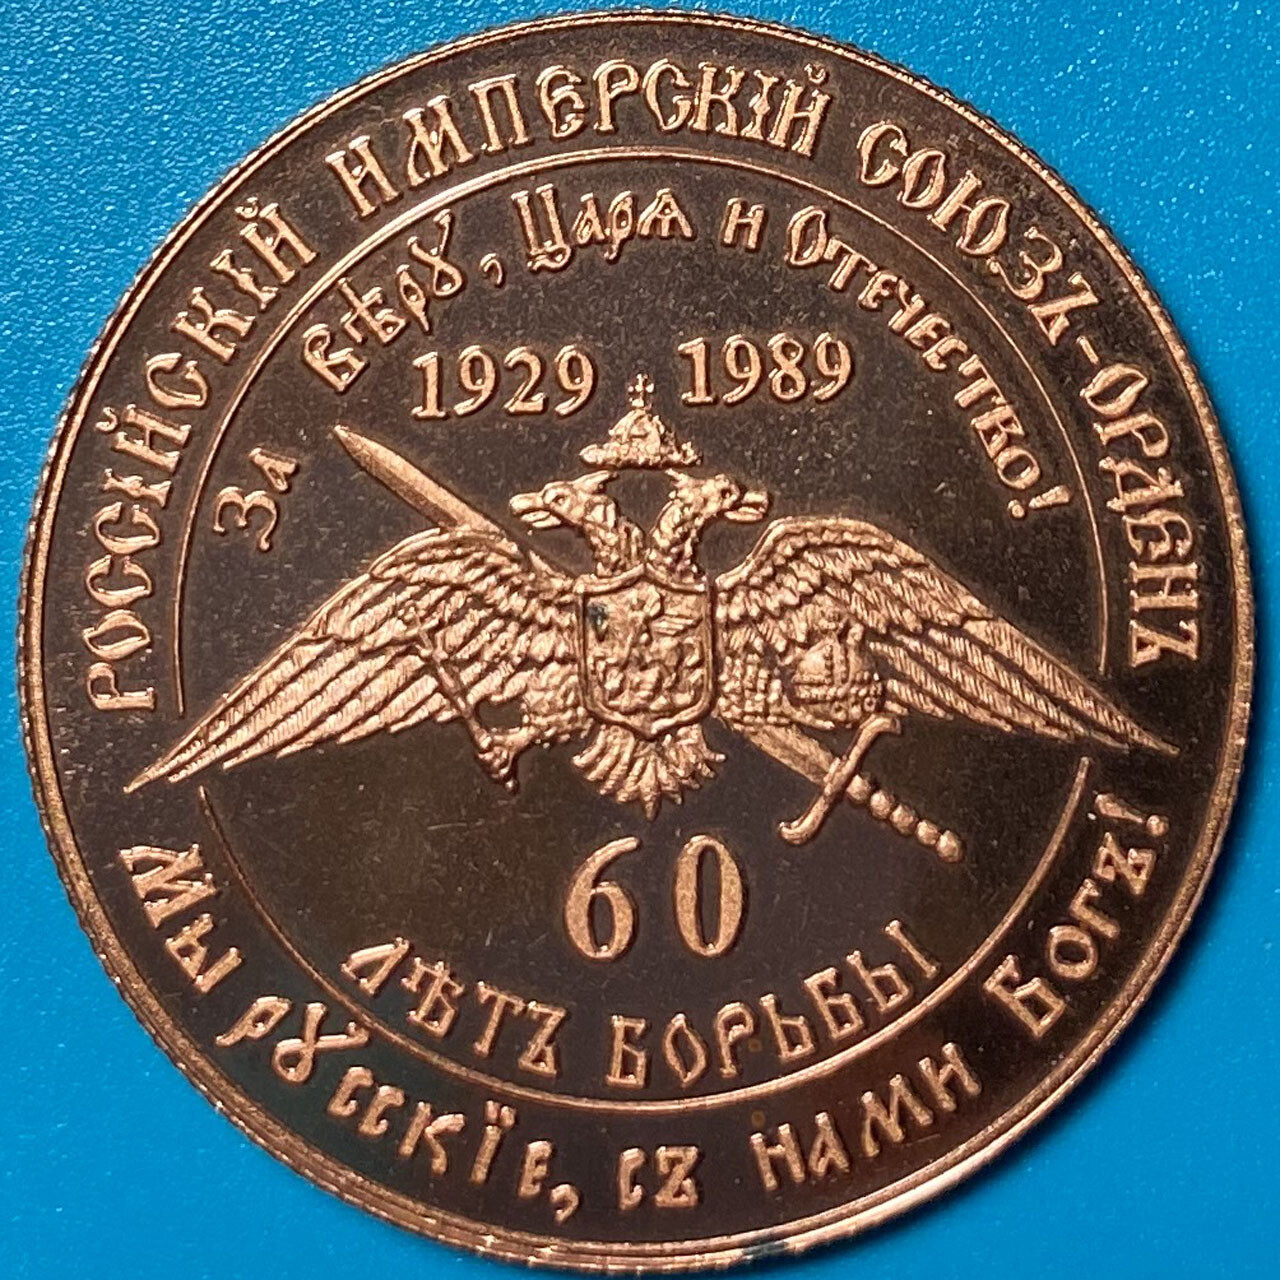 РОССІЙСКІЙ ИМПЕРСКІЙ СОЮЗЪ-ОРДЕНЪ
За Вѣру, Царя и Отечество!
1929 1989
60
ЛѢТЪ БОРЬБЫ
Мы русскіе, съ нами Богъ!